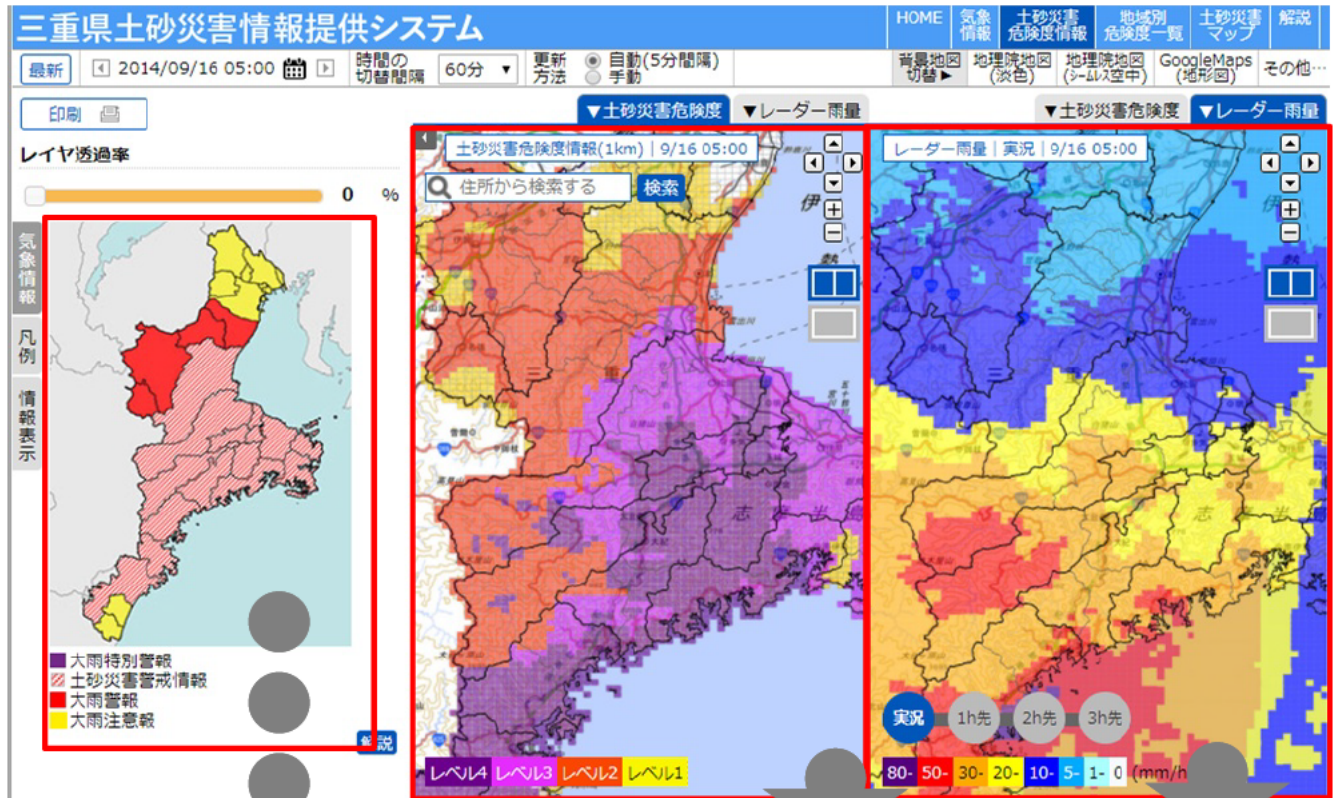 三重県土砂災害情報提供システム
HOME
気象情報
土砂災害危険度情報
地域別危険度一覧
土砂災害マップ
解説
最新
2014/09/16 05:00
時間の切替間隔
60分
更新方法
自動(5分間隔)
手動
背景地図切替▶
地理院地図(淡色)
地理院地図(シームレス空中)
GoogleMaps(地形図)
その他…
印刷
▼土砂災害危険度
▼レーダー雨量
▼土砂災害危険度
▼レーダー雨量
レイヤ透過率
0 %
気象情報
凡例
情報表示
土砂災害危険度情報(1km)｜9/16 05:00
住所から検索する
検索
レーダー雨量｜実況｜9/16 05:00
伊
勢
三
重
志 摩 半 島
三
志
半
大雨特別警報
土砂災害警戒情報
大雨警報
大雨注意報
解説
レベル4
レベル3
レベル2
レベル1
実況
1h先
2h先
3h先
80- 50- 30- 20- 10- 5- 1- 0 (mm/h